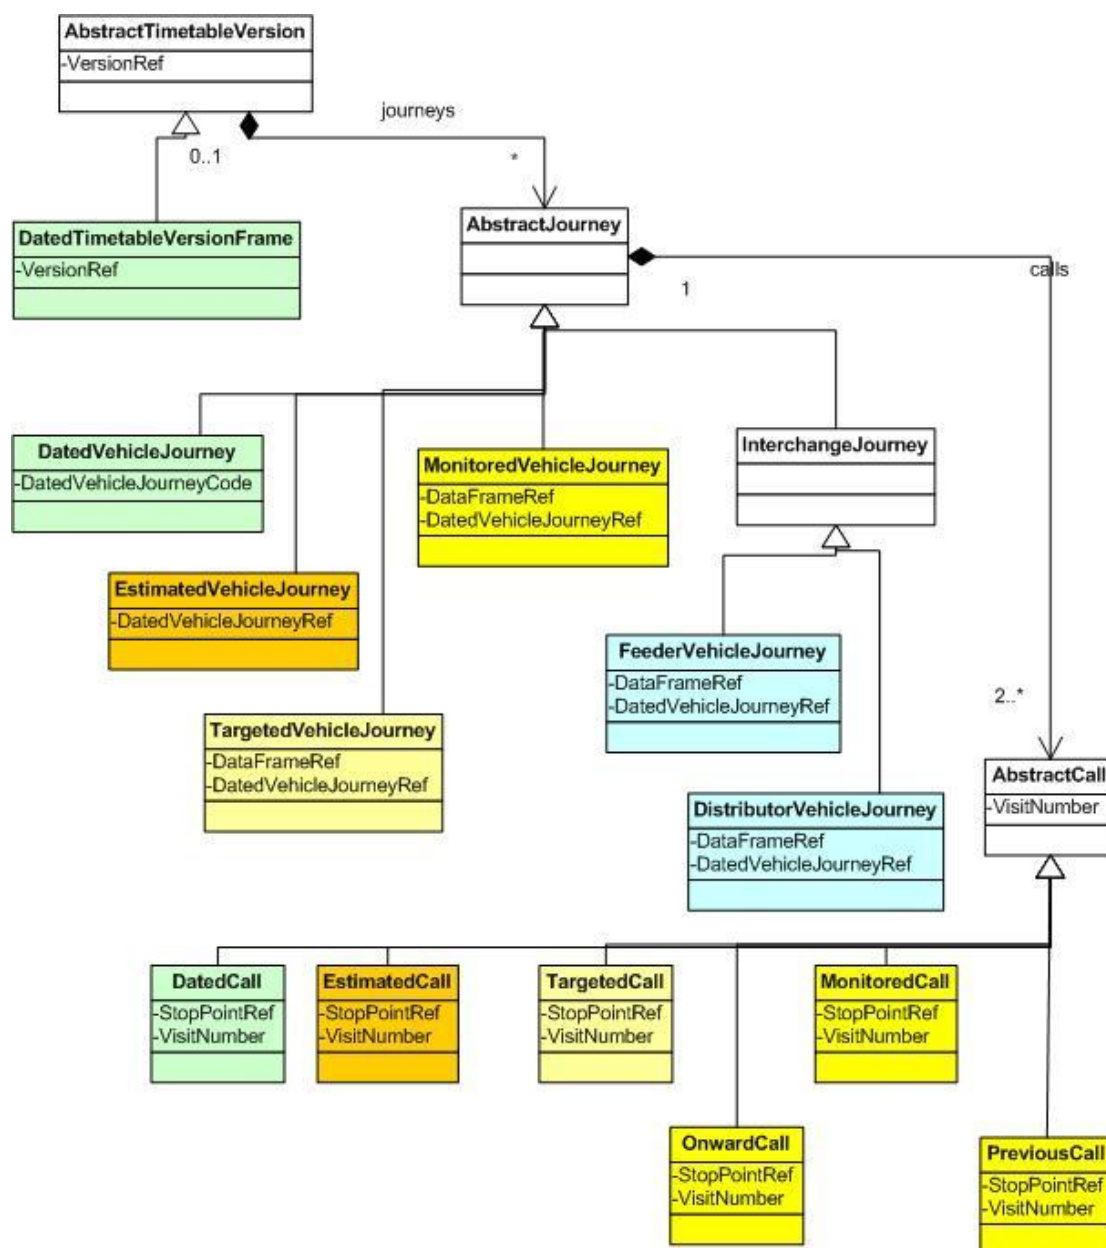 AbstractTimetableVersion
-VersionRef
journeys
0..1
*
DatedTimetableVersionFrame
-VersionRef
AbstractJourney
1
calls
DatedVehicleJourney
-DatedVehicleJourneyCode
MonitoredVehicleJourney
-DataFrameRef
-DatedVehicleJourneyRef
InterchangeJourney
EstimatedVehicleJourney
-DatedVehicleJourneyRef
FeederVehicleJourney
-DataFrameRef
-DatedVehicleJourneyRef
2..*
TargetedVehicleJourney
-DataFrameRef
-DatedVehicleJourneyRef
AbstractCall
-VisitNumber
DistributorVehicleJourney
-DataFrameRef
-DatedVehicleJourneyRef
DatedCall
-StopPointRef
-VisitNumber
EstimatedCall
-StopPointRef
-VisitNumber
TargetedCall
-StopPointRef
-VisitNumber
MonitoredCall
-StopPointRef
-VisitNumber
OnwardCall
-StopPointRef
-VisitNumber
PreviousCall
-StopPointRef
-VisitNumber